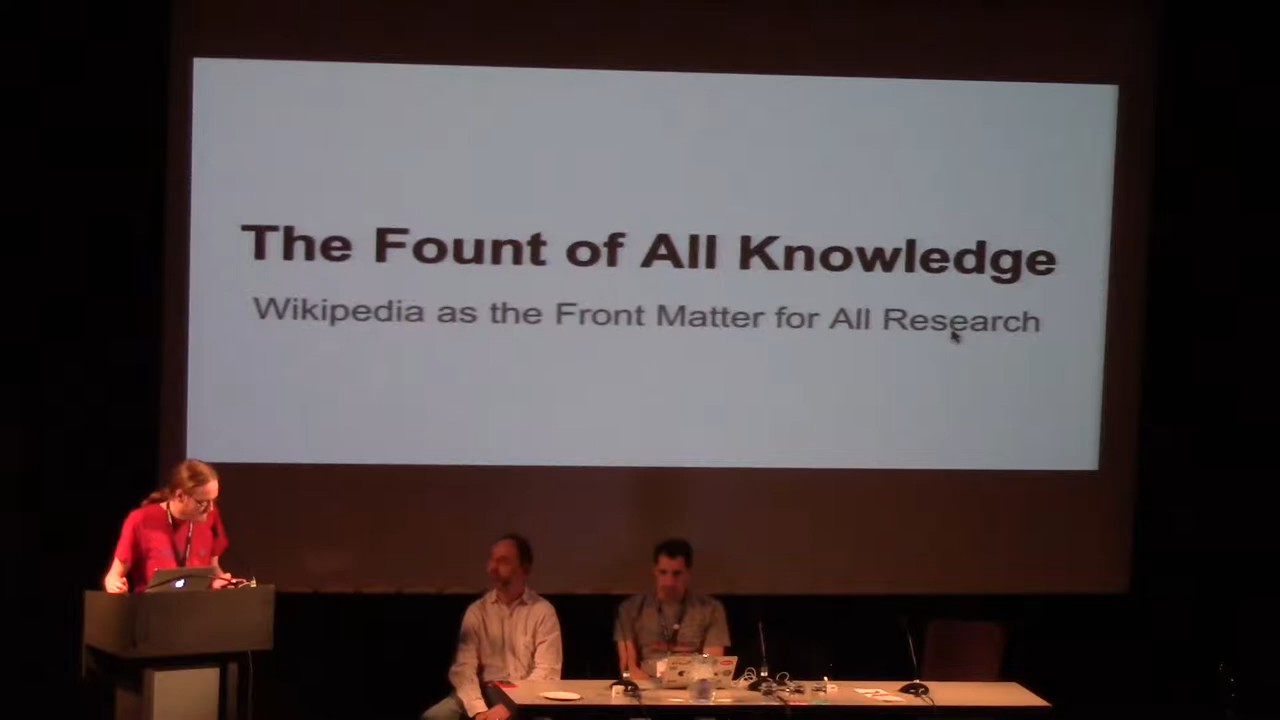 The Fount of All Knowledge
Wikipedia as the Front Matter for All Research